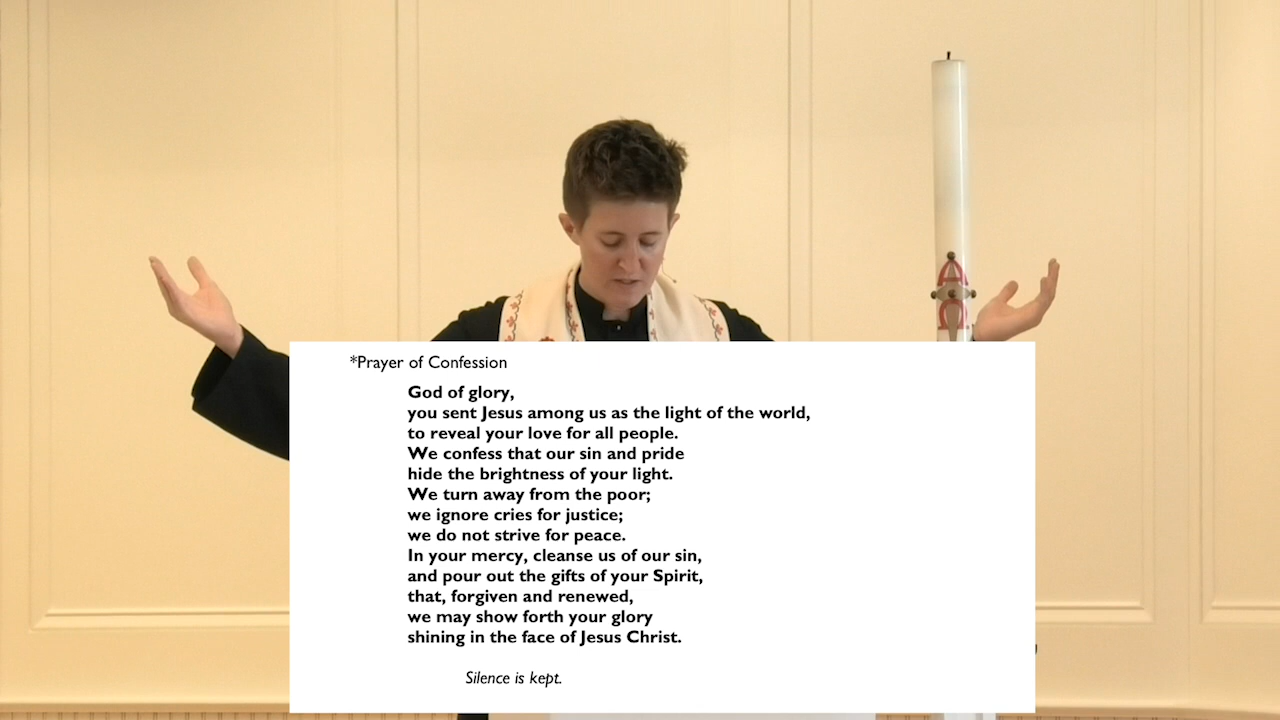 *Prayer of Confession
God of glory,
you sent Jesus among us as the light of the world,
to reveal your love for all people.
We confess that our sin and pride
hide the brightness of your light.
We turn away from the poor;
we ignore cries for justice;
we do not strive for peace.
In your mercy, cleanse us of our sin,
and pour out the gifts of your Spirit,
that, forgiven and renewed,
we may show forth your glory
shining in the face of Jesus Christ.
Silence is kept.